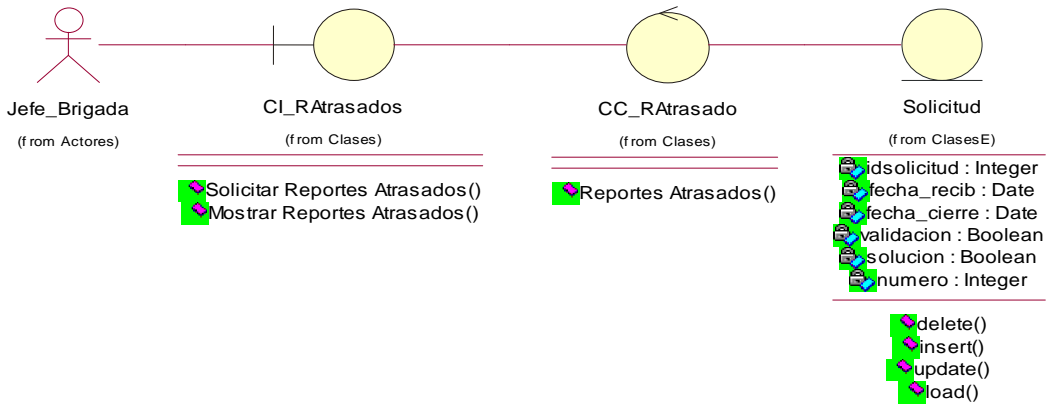 Jefe_Brigada
(from Actores)
CI_RAtrasados
(from Clases)
Solicitar Reportes Atrasados()
Mostrar Reportes Atrasados()
CC_RAtrasado
(from Clases)
Reportes Atrasados()
Solicitud
(from ClasesE)
idsolicitud : Integer
fecha_recib : Date
fecha_cierre : Date
validacion : Boolean
solucion : Boolean
numero : Integer
delete()
insert()
update()
load()